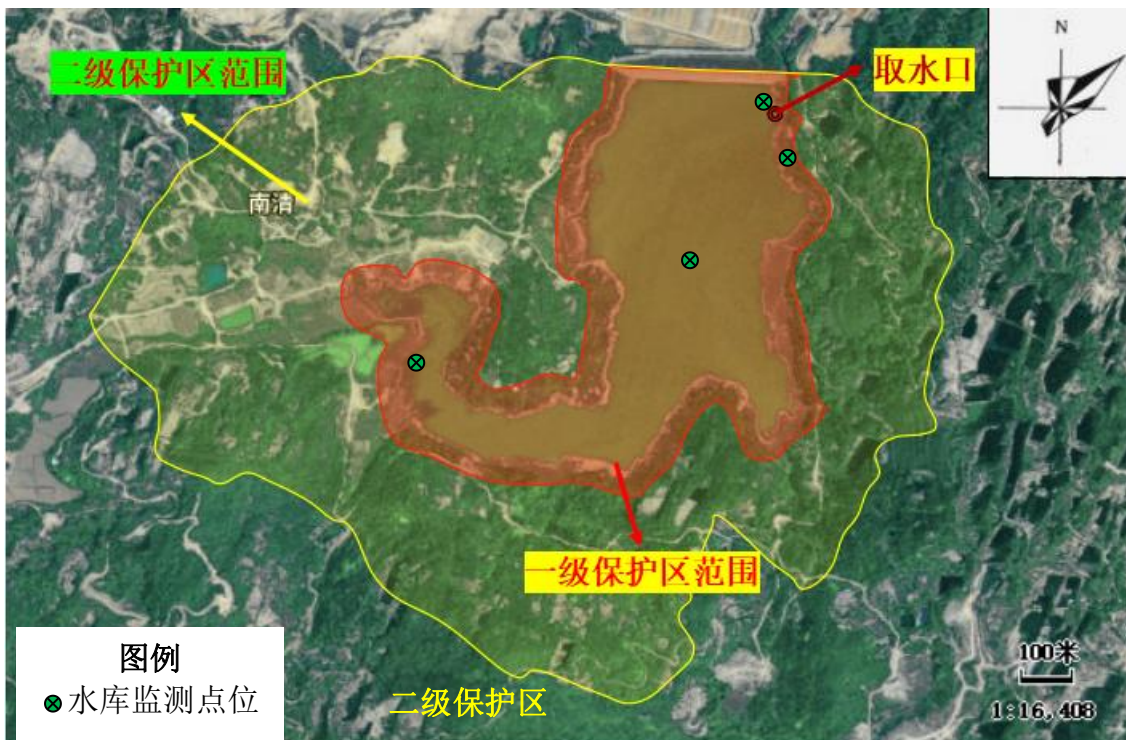 二级保护区范围
取水口
N
南洁
一级保护区范围
图例
水库监测点位
二级保护区
100米
1:16,408